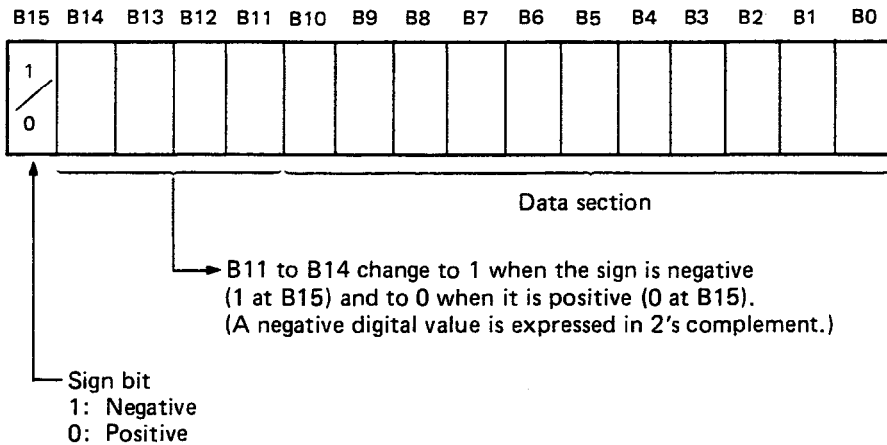 B15 B14 B13 B12 B11 B10 B9 B8 B7 B6 B5 B4 B3 B2 B1 B0
1
0
Data section
B11 to B14 change to 1 when the sign is negative
(1 at B15) and to 0 when it is positive (0 at B15).
(A negative digital value is expressed in 2's complement.)
Sign bit
1: Negative
0: Positive